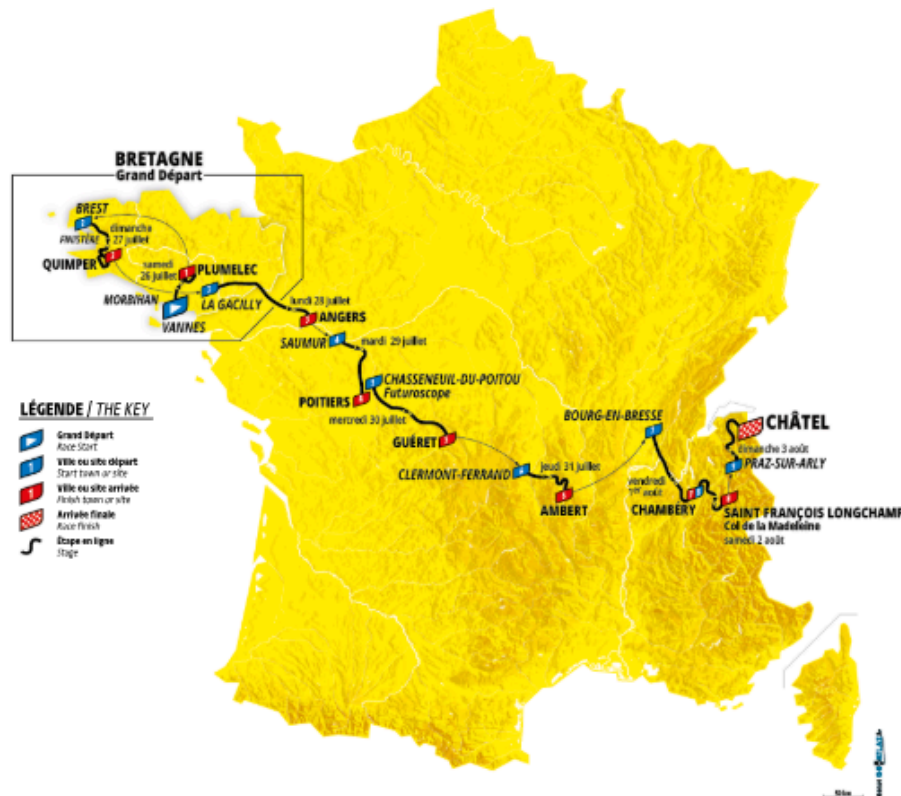 BRETAGNE
Grand Départ
BREST
dimanche
27 juillet
FINISTÈRE
QUIMPER
samedi
26 juillet
PLUMELEC
MORBIHAN
LA GACILLY
VANNES
lundi 28 juillet
ANGERS
SAUMUR
mardi 29 juillet
CHASSENEUIL-DU-POITOU
Futuroscope
POITIERS
mercredi 30 juillet
GUÉRET
BOURG-EN-BRESSE
CLERMONT-FERRAND
jeudi 31 juillet
AMBERT
vendredi
1er août
CHAMBÉRY
CHÂTEL
dimanche 3 août
PRAZ-SUR-ARLY
SAINT FRANÇOIS LONGCHAMP
Col de la Madeleine
samedi 2 août
LÉGENDE / THE KEY
Grand Départ
Race Start
Ville ou site départ
Start town or site
1
Ville ou site arrivée
Finish town or site
1
Arrivée finale
Race finish
Étape en ligne
Stage
50 km